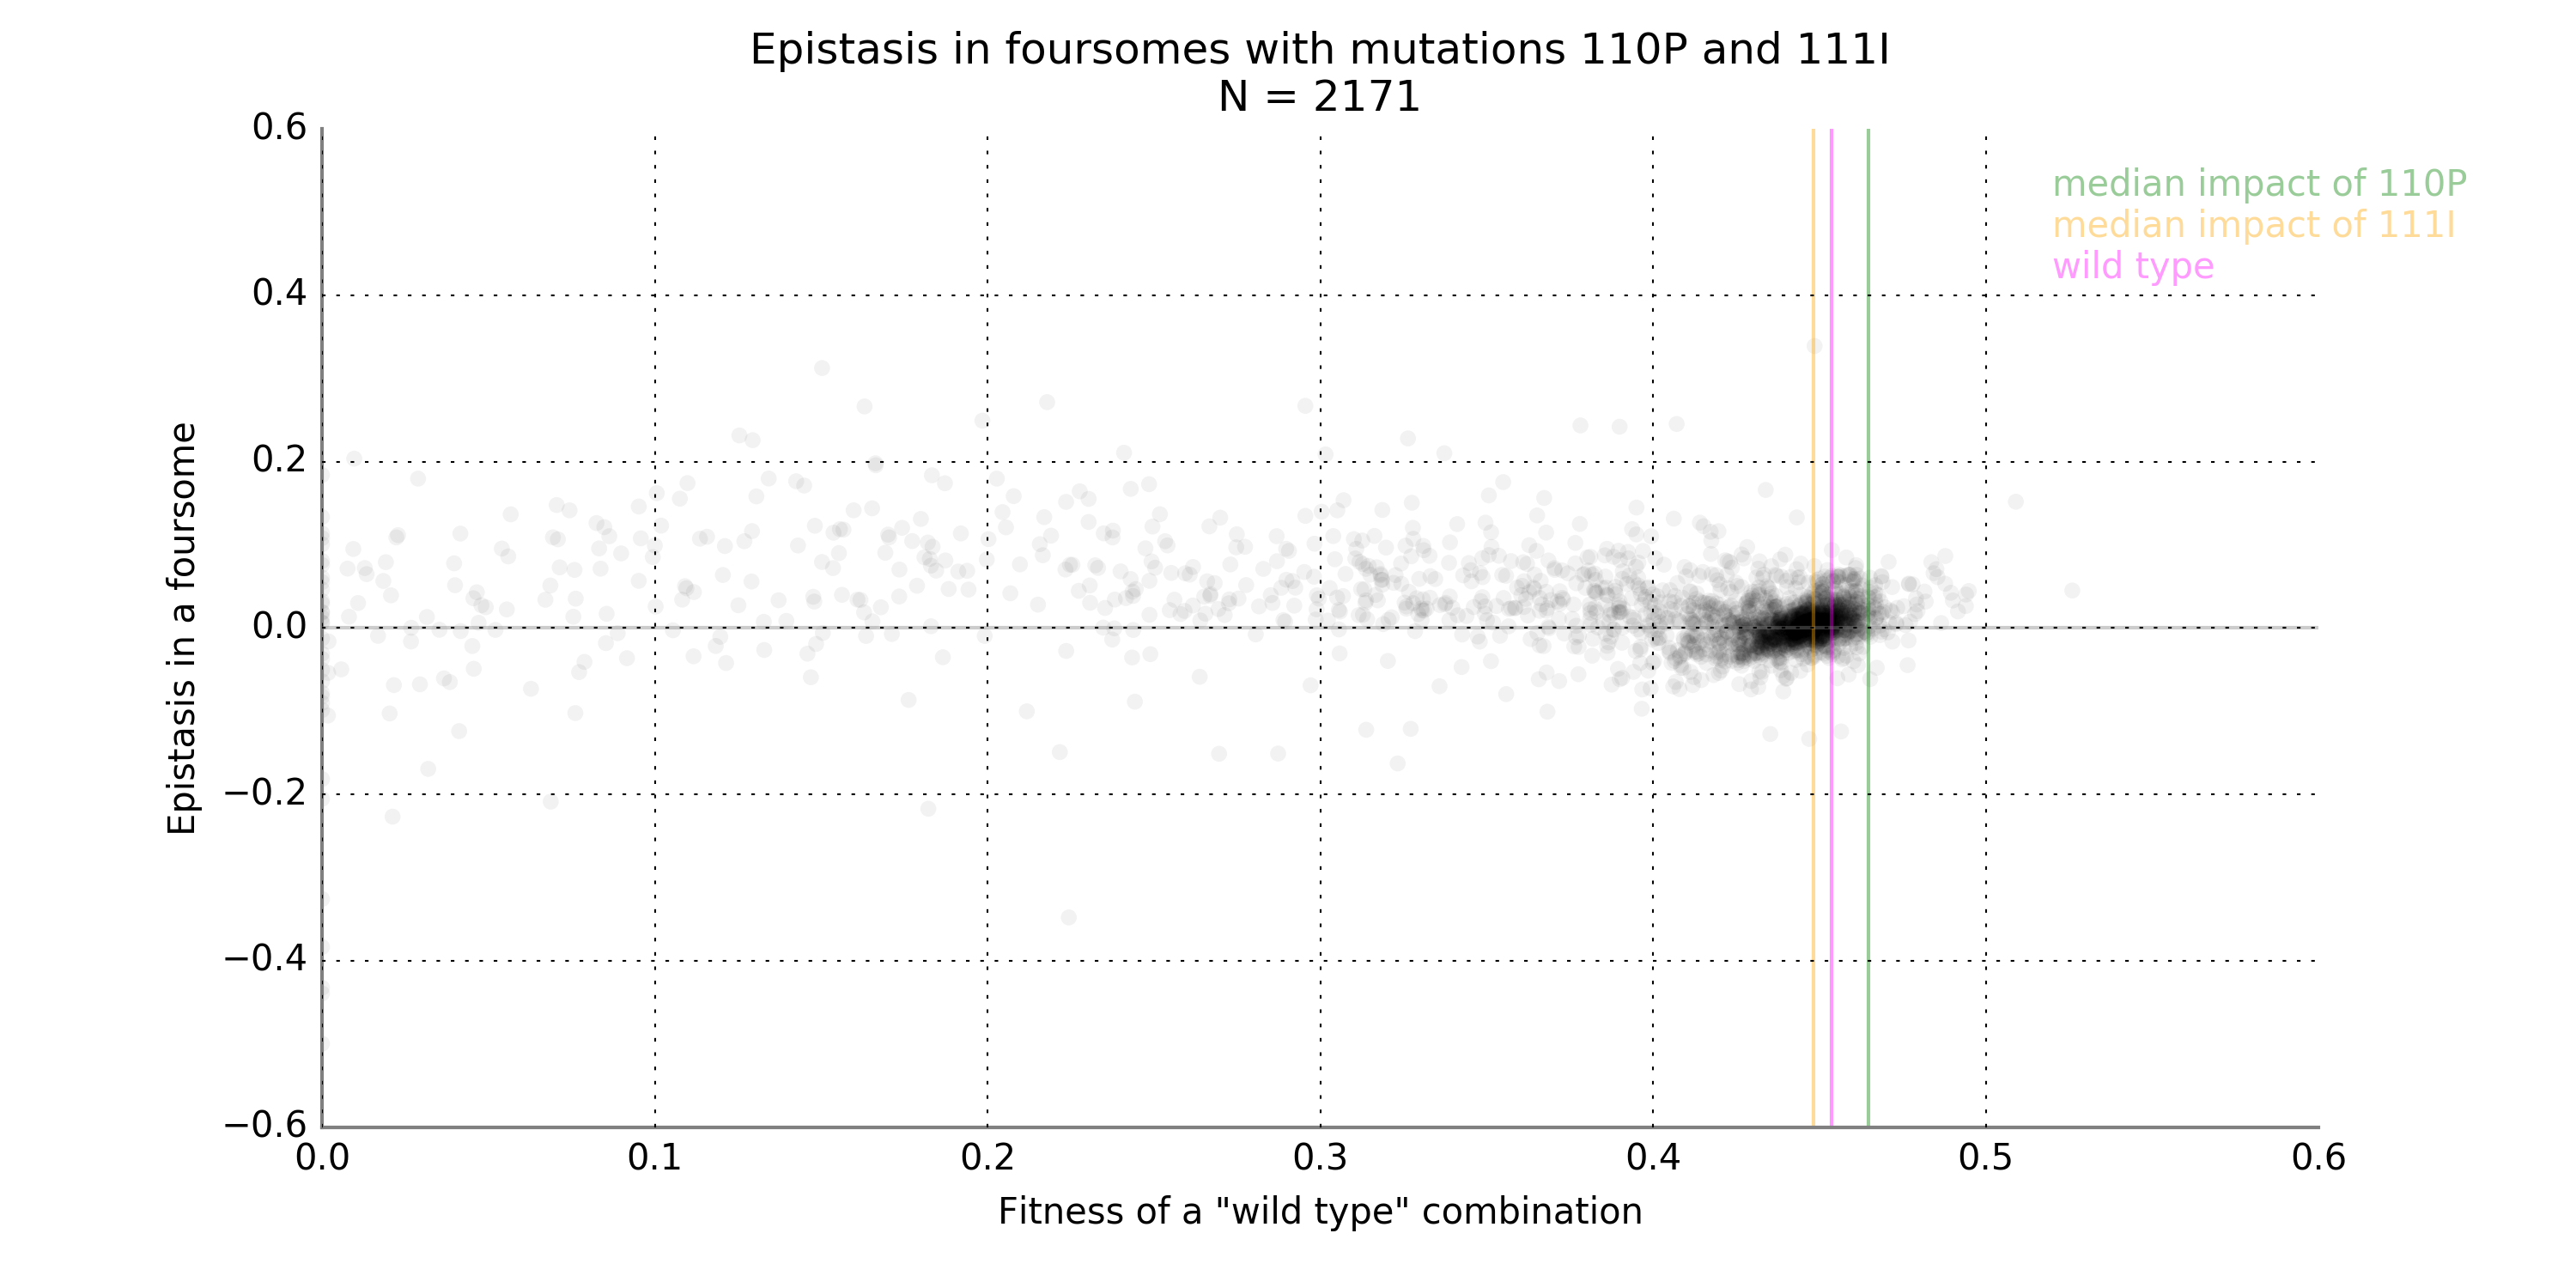 Epistasis in foursomes with mutations 110P and 111I
N = 2171
0.6
0.4
0.2
0.0
−0.2
−0.4
−0.6
Epistasis in a foursome
median impact of 110P
median impact of 111I
wild type
0.0 0.1 0.2 0.3 0.4 0.5 0.6
Fitness of a "wild type" combination